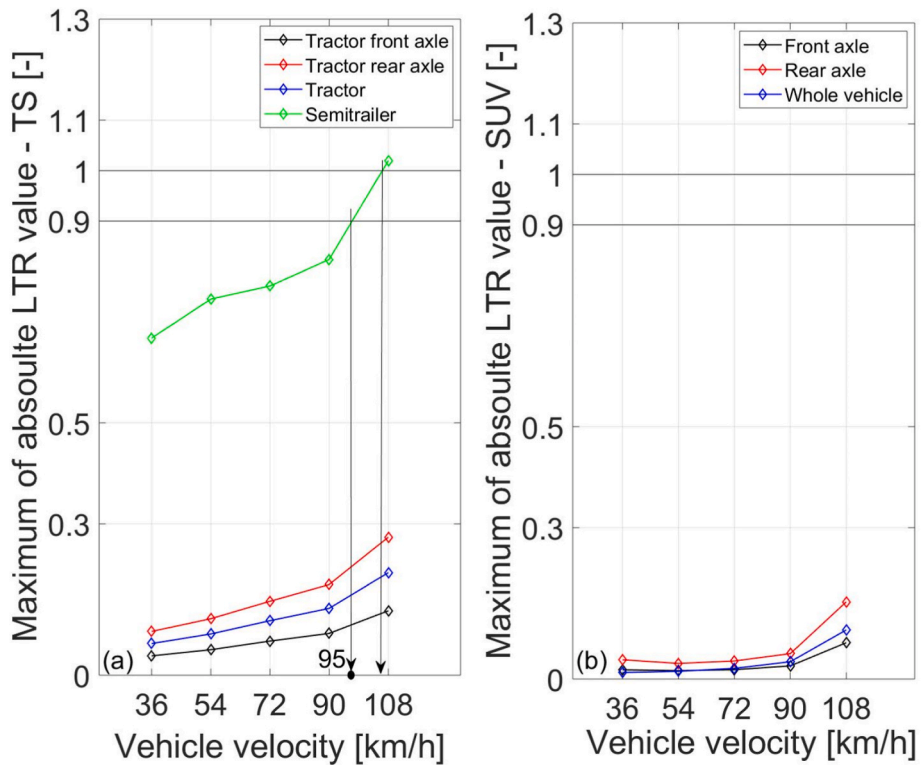 Maximum of absoulte LTR value - TS [-]
1.3
1.1
1
0.9
0.5
0.3
0
Tractor front axle
Tractor rear axle
Tractor
Semitrailer
95
(a)
36 54 72 90 108
Vehicle velocity [km/h]
Maximum of absoulte LTR value - SUV [-]
1.3
1.1
1
0.9
0.5
0.3
0
Front axle
Rear axle
Whole vehicle
(b)
36 54 72 90 108
Vehicle velocity [km/h]